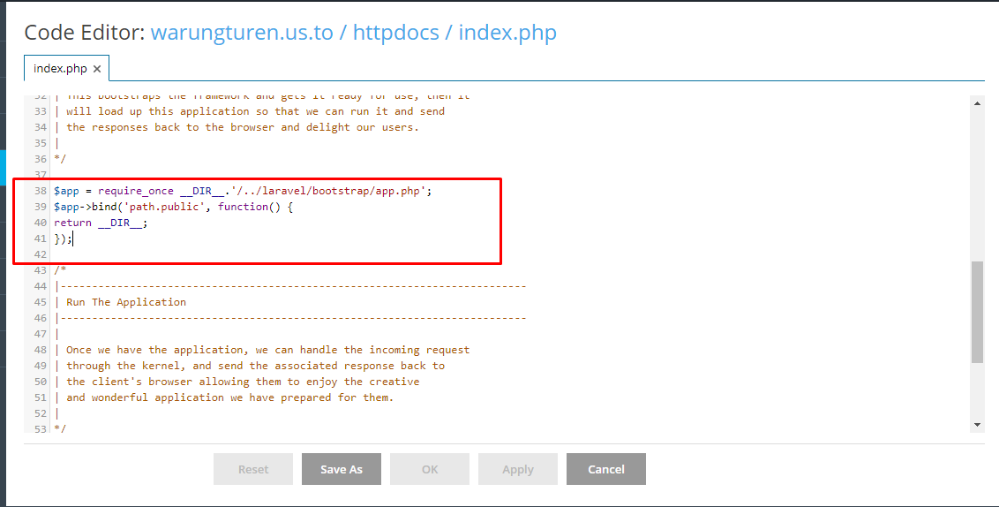 Code Editor: warungturen.us.to / httpdocs / index.php
index.php ×
32 | This bootstraps the framework and gets it ready for use, then it
33 | will load up this application so that we can run it and send
34 | the responses back to the browser and delight our users.
35 |
36 */
37
38 $app = require_once __DIR__.'/../laravel/bootstrap/app.php';
39 $app->bind('path.public', function() {
40 return __DIR__;
41 });
42
43 /*
44 |--------------------------------------------------------------------------
45 | Run The Application
46 |--------------------------------------------------------------------------
47 |
48 | Once we have the application, we can handle the incoming request
49 | through the kernel, and send the associated response back to
50 | the client's browser allowing them to enjoy the creative
51 | and wonderful application we have prepared for them.
52 |
53 */
Reset Save As OK Apply Cancel